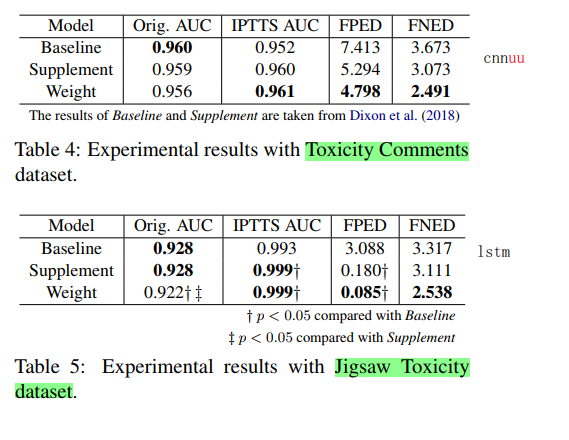 Model Orig. AUC IPTTS AUC FPED FNED
Baseline 0.960 0.952 7.413 3.673
Supplement 0.959 0.960 5.294 3.073
Weight 0.956 0.961 4.798 2.491
cnnuu
The results of Baseline and Supplement are taken from Dixon et al. (2018)
Table 4: Experimental results with Toxicity Comments
dataset.
Model Orig. AUC IPTTS AUC FPED FNED
Baseline 0.928 0.993 3.088 3.317
Supplement 0.928 0.999† 0.180† 3.111
Weight 0.922†‡ 0.999† 0.085† 2.538
lstm
† p < 0.05 compared with Baseline
‡ p < 0.05 compared with Supplement
Table 5: Experimental results with Jigsaw Toxicity
dataset.